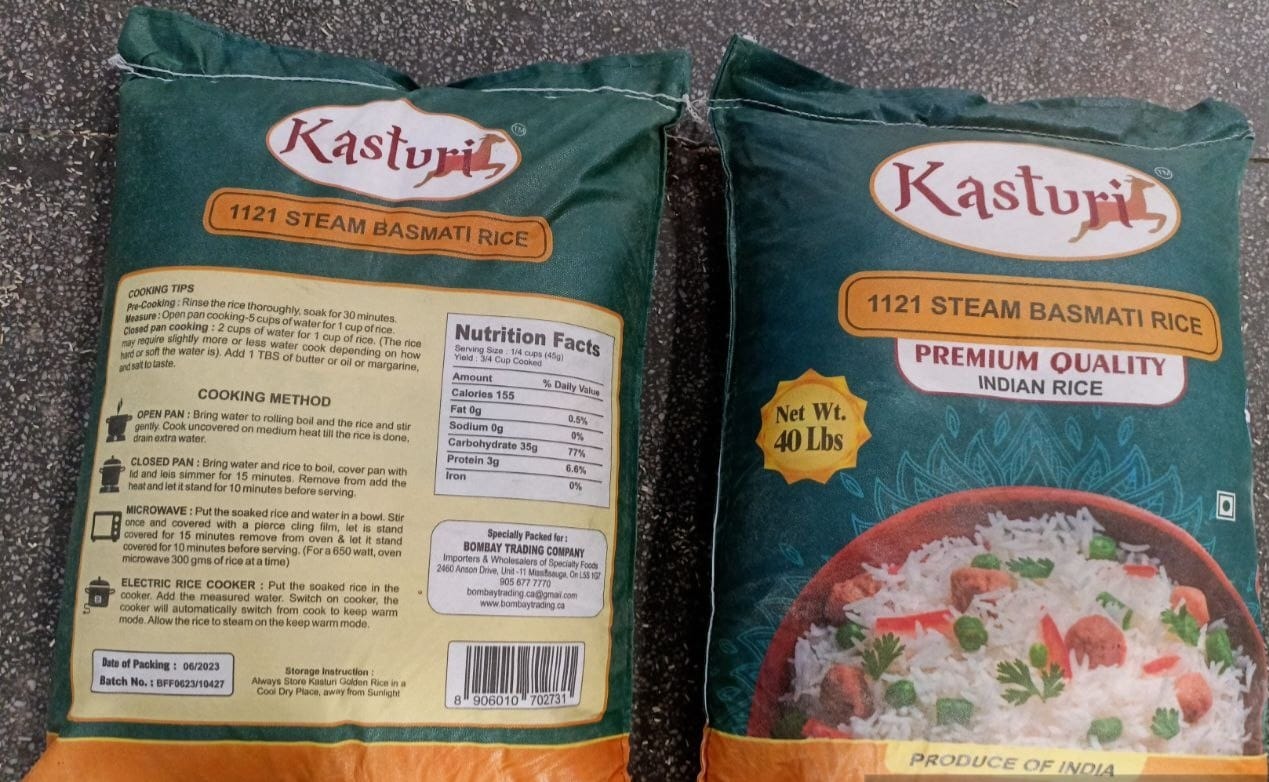 Kasturi
TM
1121 STEAM BASMATI RICE
COOKING TIPS
Pre-Cooking : Rinse the rice thoroughly, soak for 30 minutes.
Measure : Open pan cooking-5 cups of water for 1 cup of rice.
Closed pan cooking : 2 cups of water for 1 cup of rice. (The rice
may require slightly more or less water cook depending on how
hard or soft the water is). Add 1 TBS of butter or oil or margarine,
and salt to taste.
COOKING METHOD
OPEN PAN : Bring water to rolling boil and the rice and stir
gently. Cook uncovered on medium heat till the rice is done,
drain extra water.
CLOSED PAN : Bring water and rice to boil, cover pan with
lid and leis simmer for 15 minutes. Remove from add the
heat and let it stand for 10 minutes before serving.
MICROWAVE : Put the soaked rice and water in a bowl. Stir
once and covered with a pierce cling film, let is stand
covered for 15 minutes remove from oven & let it stand
covered for 10 minutes before serving. (For a 650 watt, oven
microwave 300 gms of rice at a time)
ELECTRIC RICE COOKER : Put the soaked rice in the
cooker. Add the measured water. Switch on cooker, the
cooker will automatically switch from cook to keep warm
mode. Allow the rice to steam on the keep warm mode.
Date of Packing : 06/2023
Batch No. : BFF0623/10427
Storage Instruction :
Always Store Kasturi Golden Rice in a
Cool Dry Place, away from Sunlight
Nutrition Facts
Serving Size : 1/4 cups (45g)
Yield : 3/4 Cup Cooked
Amount % Daily Value
Calories 155
Fat 0g 0.5%
Sodium 0g 0%
Carbohydrate 35g 77%
Protein 3g 6.6%
Iron 0%
Specially Packed for :
BOMBAY TRADING COMPANY
Importers & Wholesalers of Specialty Foods
2460 Anson Drive, Unit -11 Mississauga, On L5S 1G7
905 677 7770
bombaytrading.ca@gmail.com
www.bombaytrading.ca
8 906010 702731
Kasturi
TM
1121 STEAM BASMATI RICE
PREMIUM QUALITY
INDIAN RICE
Net Wt.
40 Lbs
PRODUCE OF INDIA